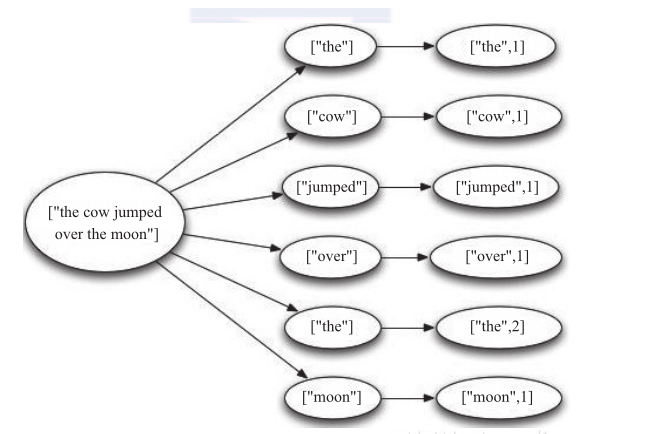 ["the"]
["the",1]
["cow"]
["cow",1]
["jumped"]
["jumped",1]
["the cow jumped
over the moon"]
["over"]
["over",1]
["the"]
["the",2]
["moon"]
["moon",1]